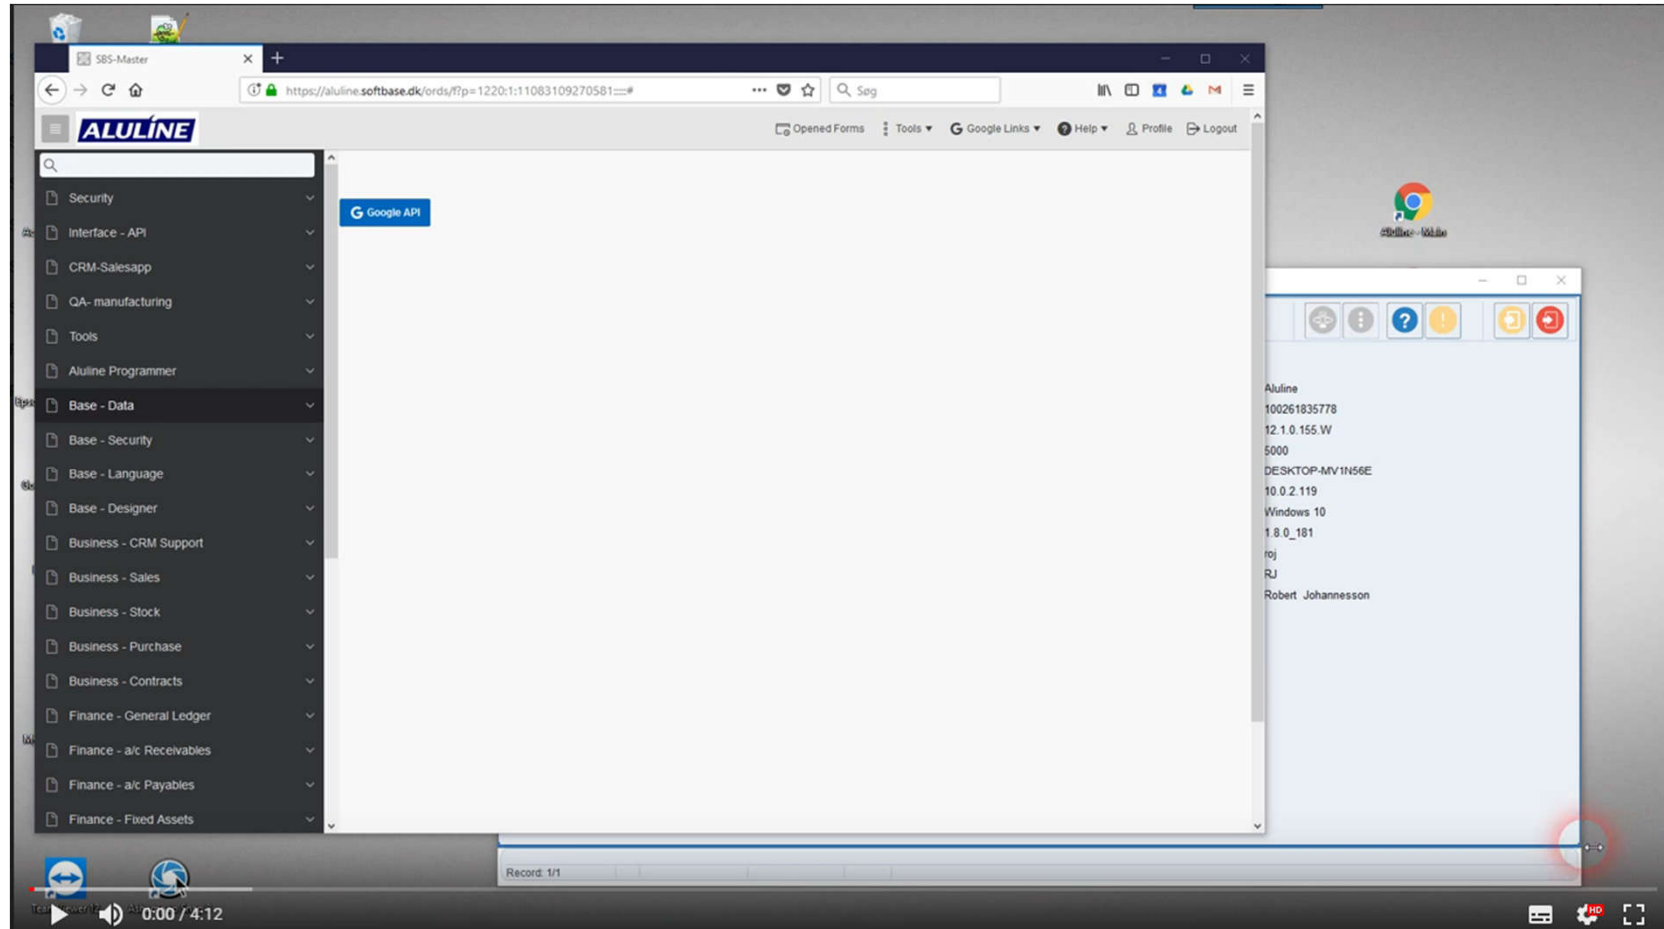 SBS-Master
https://aluline.softbase.dk/ords/f?p=1220:1:11083109270581::::#
Søg
ALULINE
Opened Forms
Tools
Google Links
Help
Profile
Logout
Security
Interface - API
CRM-Salesapp
QA- manufacturing
Tools
Aluline Programmer
Base - Data
Base - Security
Base - Language
Base - Designer
Business - CRM Support
Business - Sales
Business - Stock
Business - Purchase
Business - Contracts
Finance - General Ledger
Finance - a/c Receivables
Finance - a/c Payables
Finance - Fixed Assets
G Google API
Aluline - Main
Aluline
100261835778
12.1.0.155.W
5000
DESKTOP-MV1N56E
10.0.2.119
Windows 10
1.8.0_181
roj
RJ
Robert Johannesson
Record: 1/1
0:00 / 4:12
HD